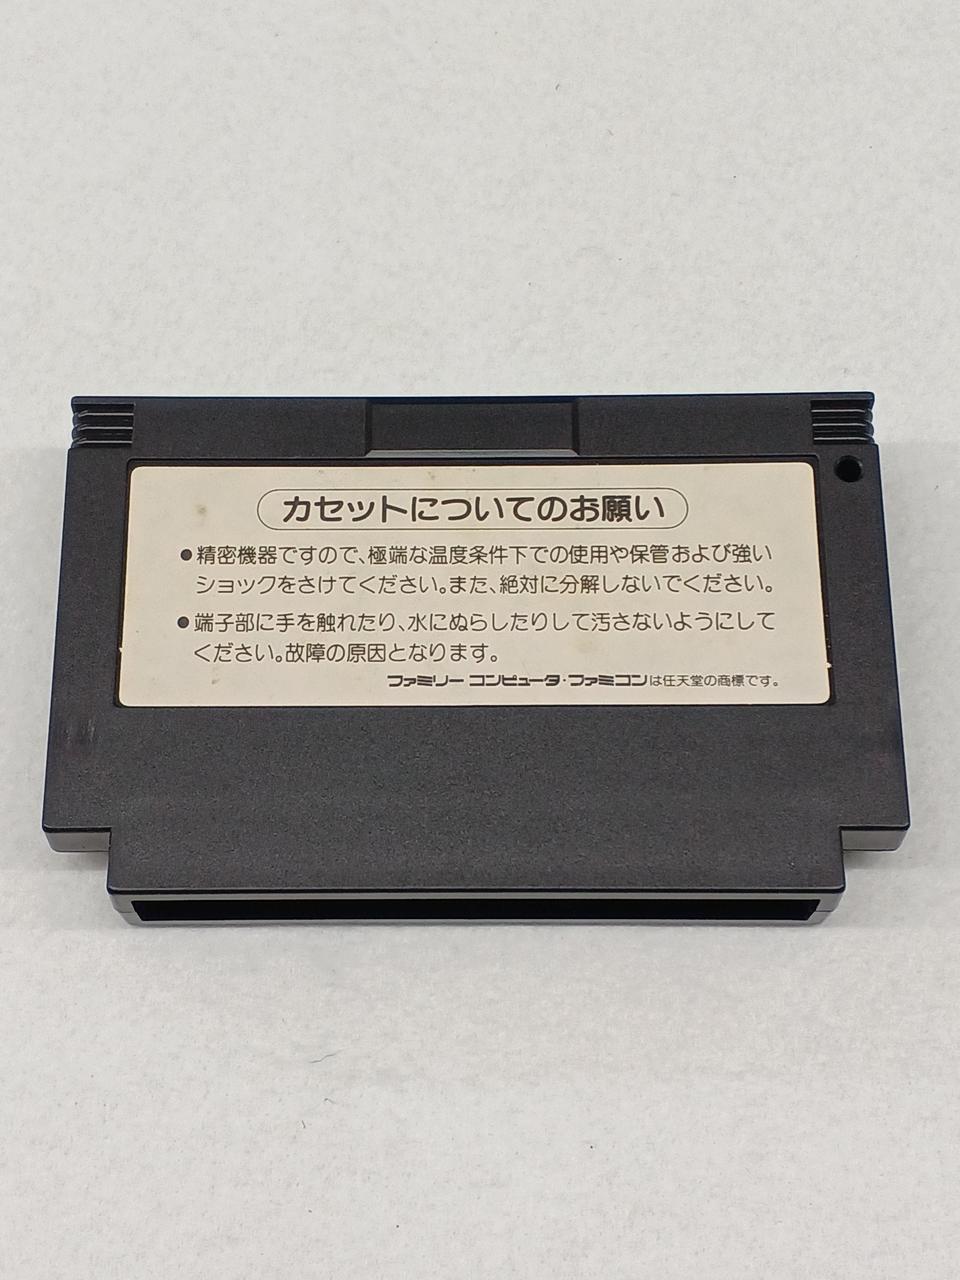 カセットについてのお願い
●精密機器ですので、極端な温度条件下での使用や保管および強い
ショックをさけてください。また、絶対に分解しないでください。
●端子部に手を触れたり、水にぬらしたりして汚さないようにして
ください。故障の原因となります。
ファミリー コンピュータ・ファミコンは任天堂の商標です。